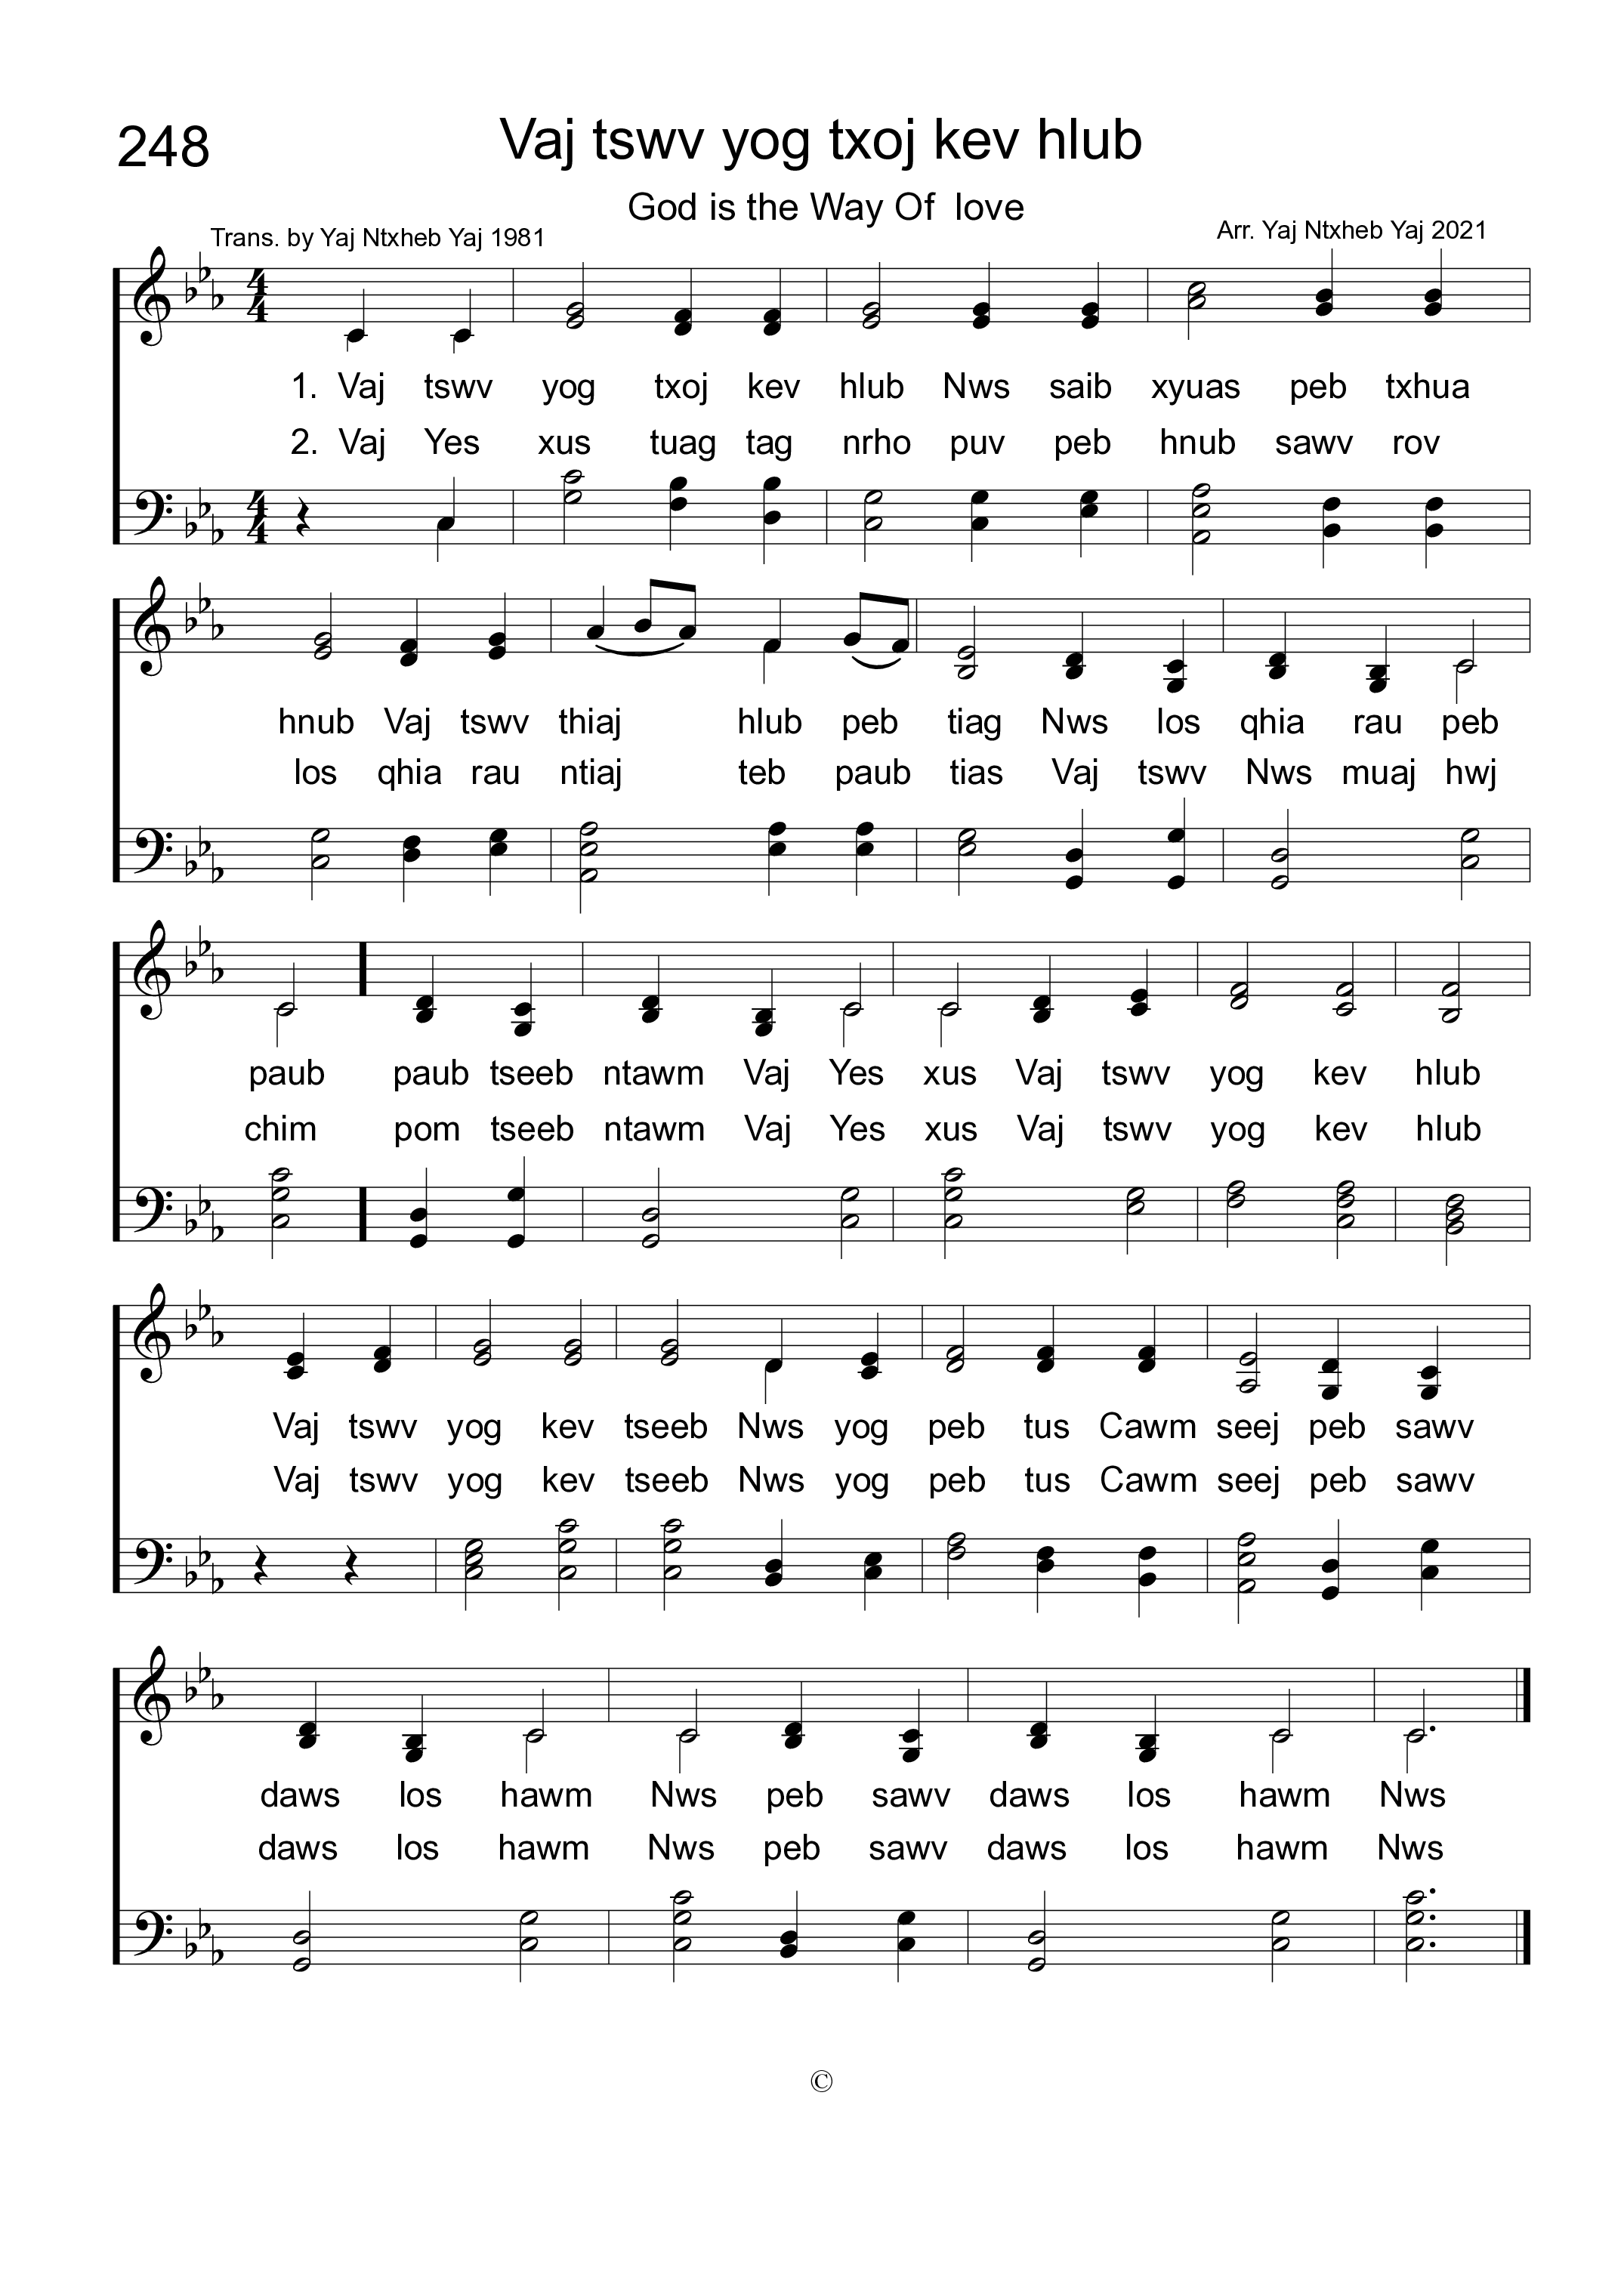 248
Vaj tswv yog txoj kev hlub
God is the Way Of love
Trans. by Yaj Ntxheb Yaj 1981
Arr. Yaj Ntxheb Yaj 2021
1. Vaj tswv yog txoj kev hlub Nws saib xyuas peb txhua
2. Vaj Yes xus tuag tag nrho puv peb hnub sawv rov
hnub Vaj tswv thiaj hlub peb tiag Nws los qhia rau peb
los qhia rau ntiaj teb paub tias Vaj tswv Nws muaj hwj
paub paub tseeb ntawm Vaj Yes xus Vaj tswv yog kev hlub
chim pom tseeb ntawm Vaj Yes xus Vaj tswv yog kev hlub
Vaj tswv yog kev tseeb Nws yog peb tus Cawm seej peb sawv
Vaj tswv yog kev tseeb Nws yog peb tus Cawm seej peb sawv
daws los hawm Nws peb sawv daws los hawm Nws
daws los hawm Nws peb sawv daws los hawm Nws
©